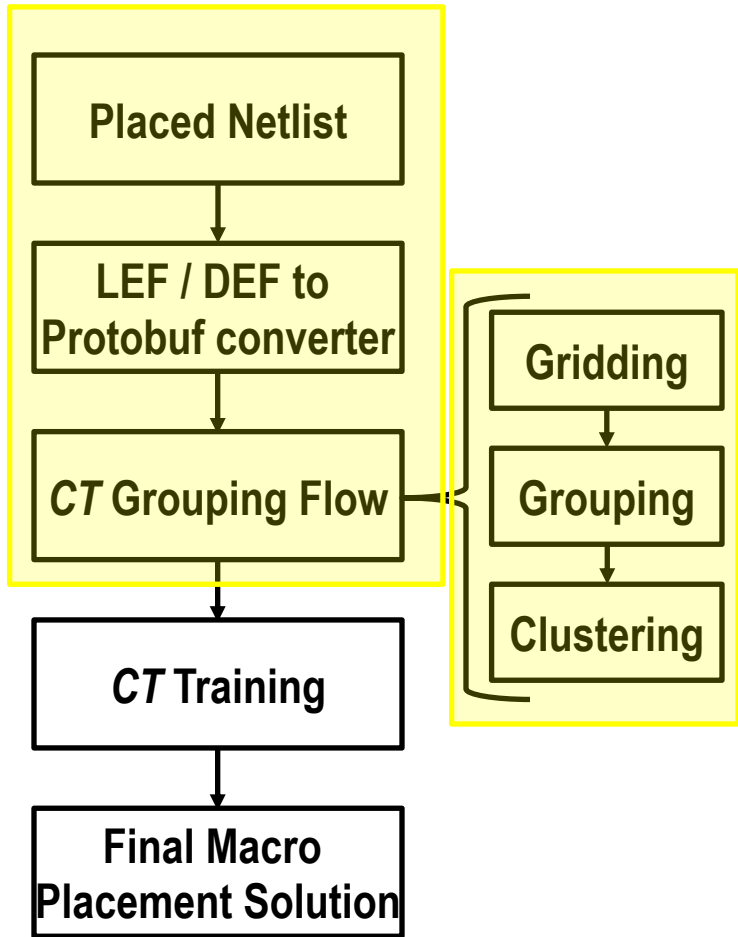 Placed Netlist
LEF / DEF to
Protobuf converter
CT Grouping Flow
Gridding
Grouping
Clustering
CT Training
Final Macro
Placement Solution